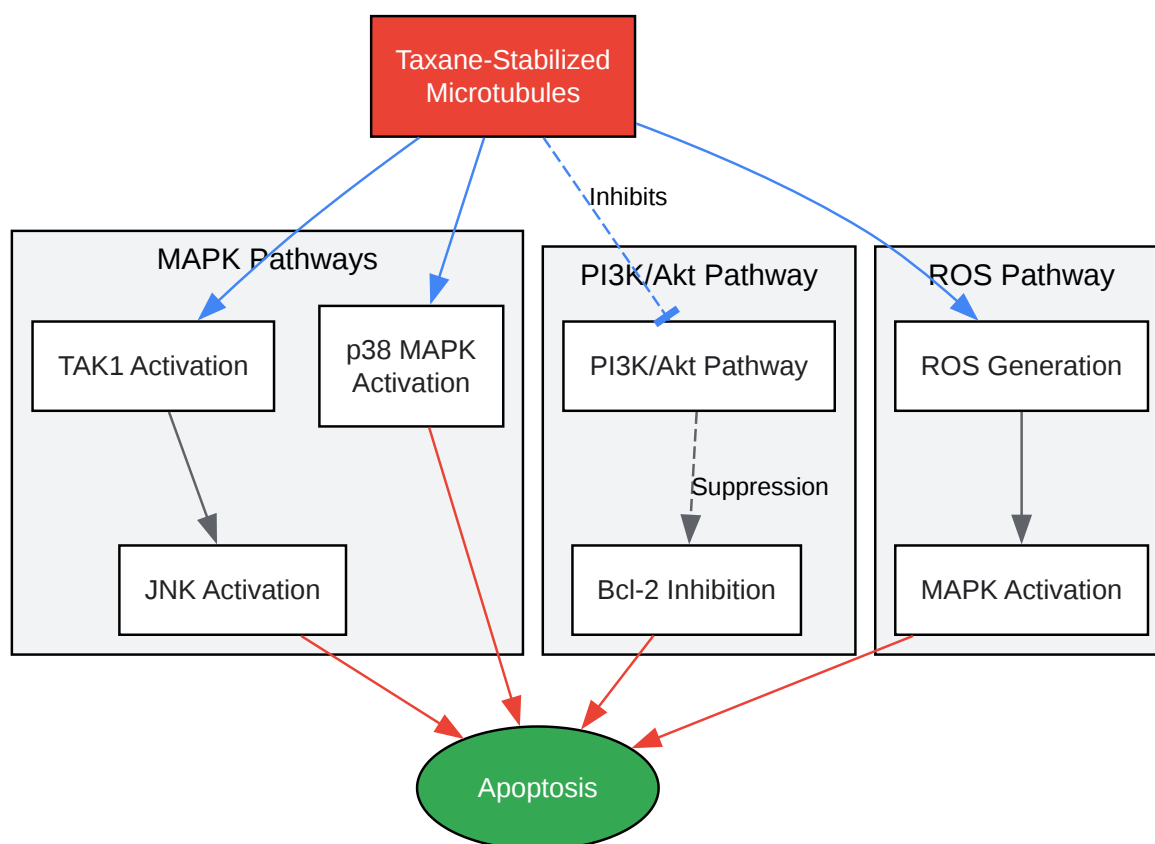 Taxane-Stabilized
Microtubules
Inhibits
MAPK Pathways
PI3K/Akt Pathway
ROS Pathway
TAK1 Activation
p38 MAPK
Activation
PI3K/Akt Pathway
ROS Generation
Suppression
JNK Activation
Bcl-2 Inhibition
MAPK Activation
Apoptosis